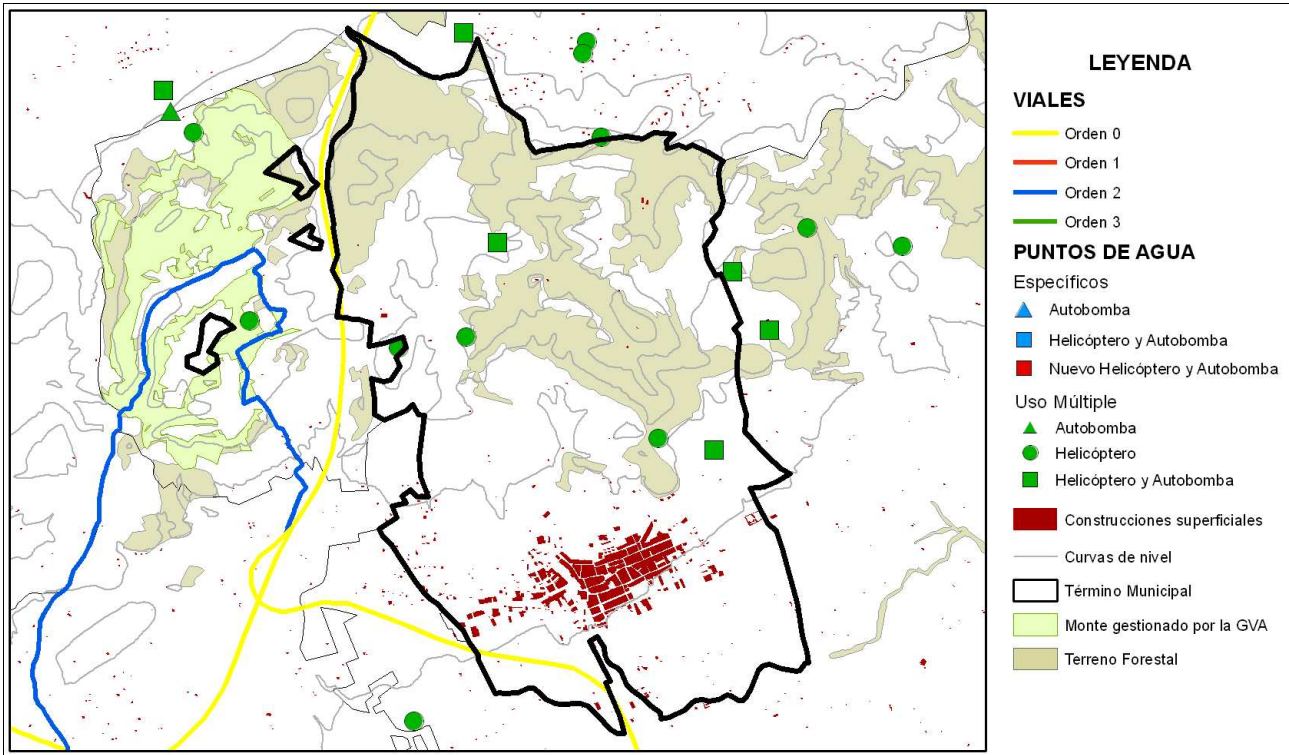 LEYENDA
VIALES
Orden 0
Orden 1
Orden 2
Orden 3
PUNTOS DE AGUA
Específicos
Autobomba
Helicóptero y Autobomba
Nuevo Helicóptero y Autobomba
Uso Múltiple
Autobomba
Helicóptero
Helicóptero y Autobomba
Construcciones superficiales
Curvas de nivel
Término Municipal
Monte gestionado por la GVA
Terreno Forestal